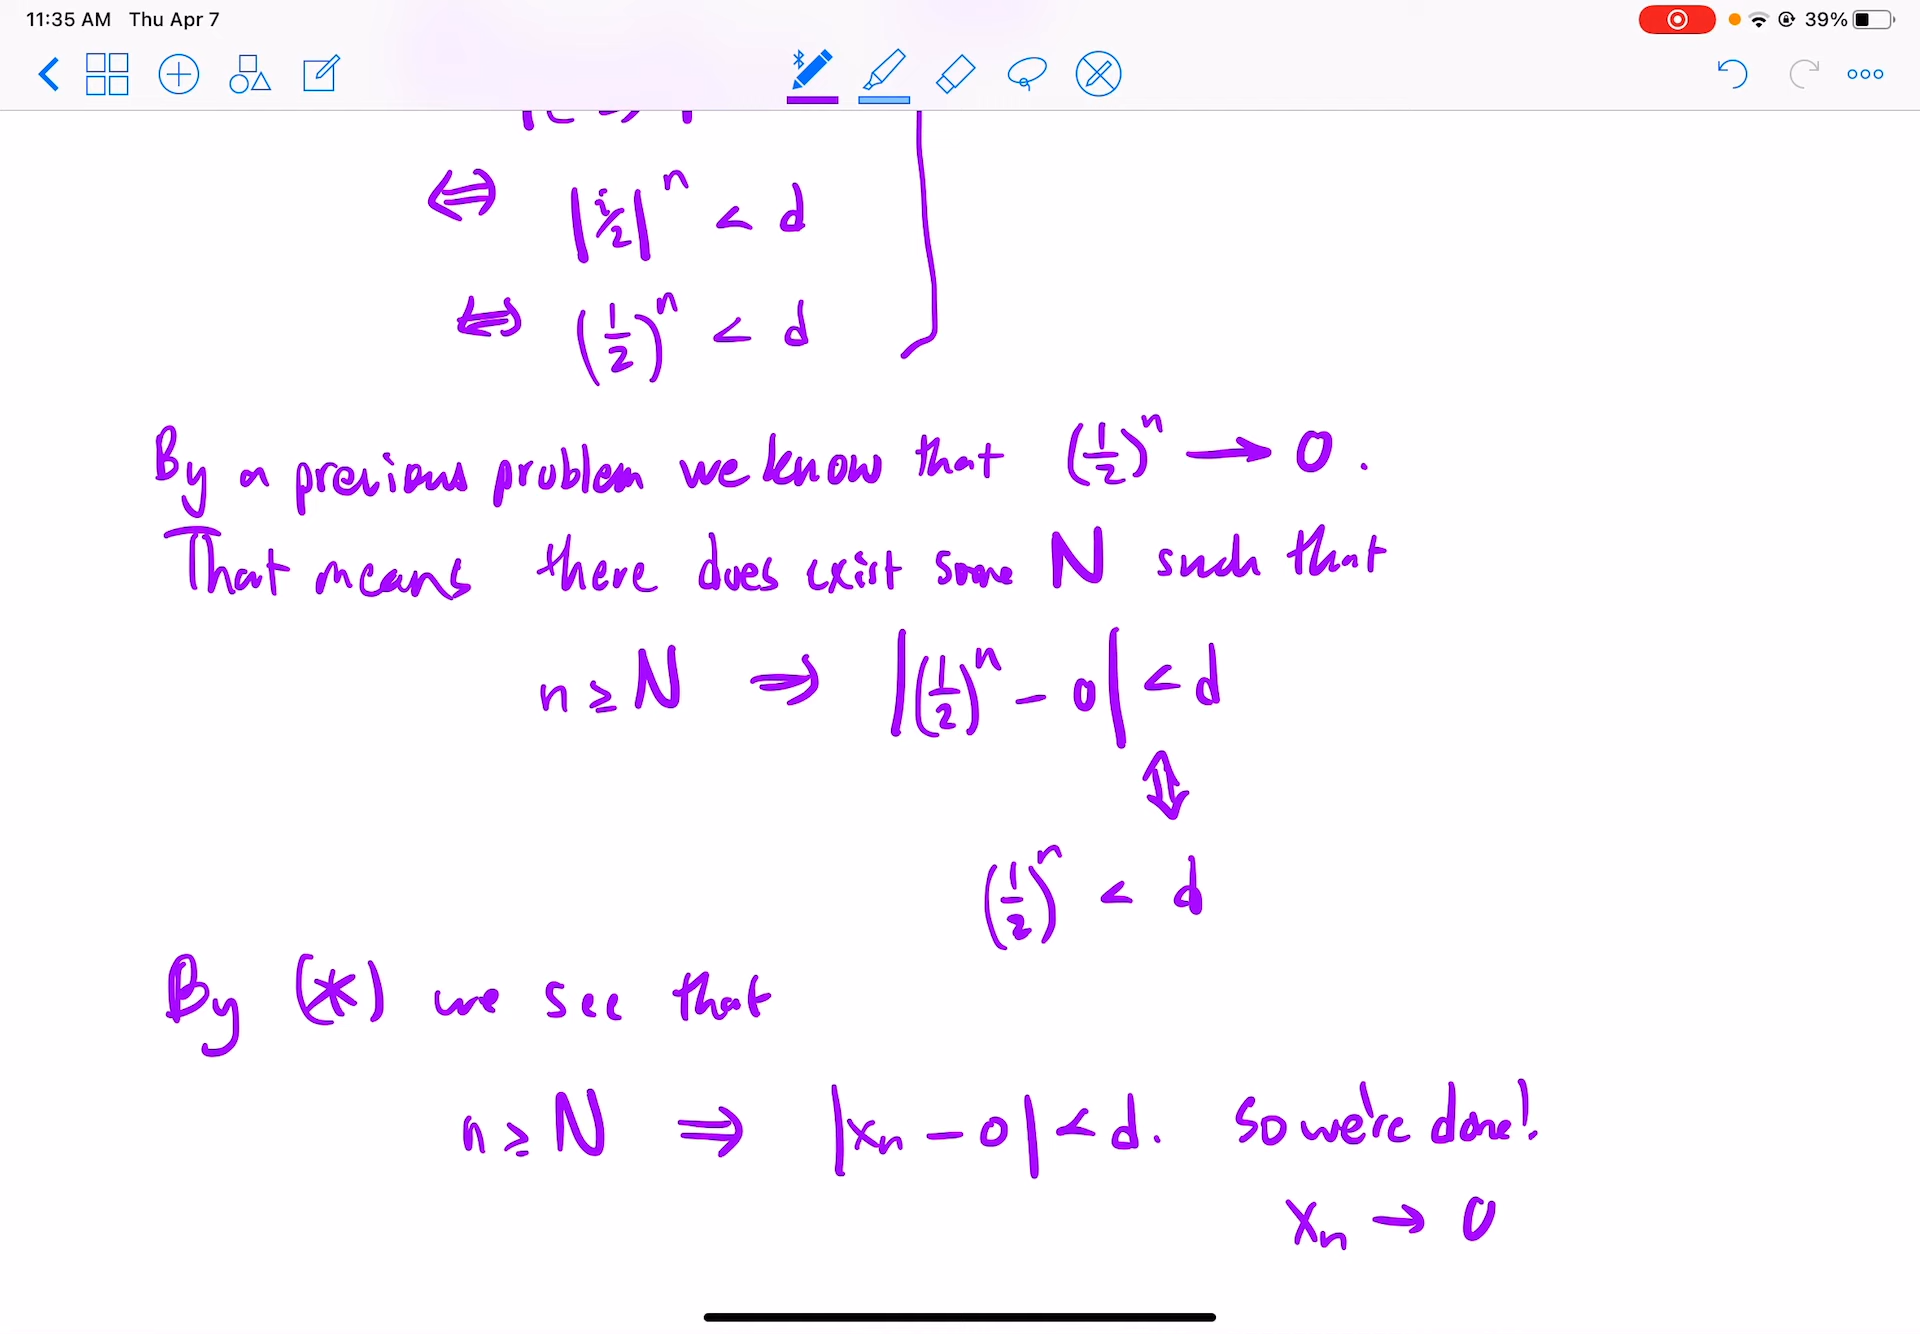 11:35 AM Thu Apr 7 39%
⇔ |i/2|ⁿ < d
⇔ (1/2)ⁿ < d
By a previous problem we know that (1/2)ⁿ → 0.
That means there does exist some N such that
n ≥ N ⇒ |(1/2)ⁿ - 0| < d
⇕
(1/2)ⁿ < d
By (*) we see that
n ≥ N ⇒ |xₙ - 0| < d. So we're done!
xₙ → 0